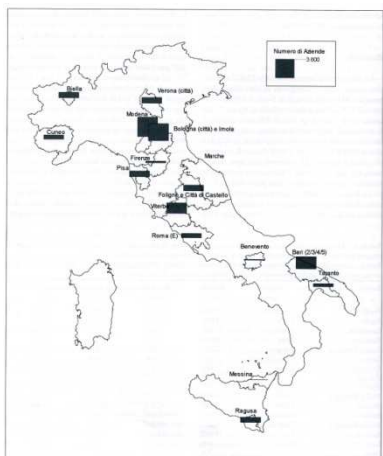 Numero di Aziende
3.600
Biella
Verona (città)
Modena
Cuneo
Bologna (città) e Imola
Firenze
Marche
Pisa
Foligno e Città di Castello
Viterbo
Roma (E)
Benevento
Bari (2/3/4/5)
Taranto
Messina
Ragusa